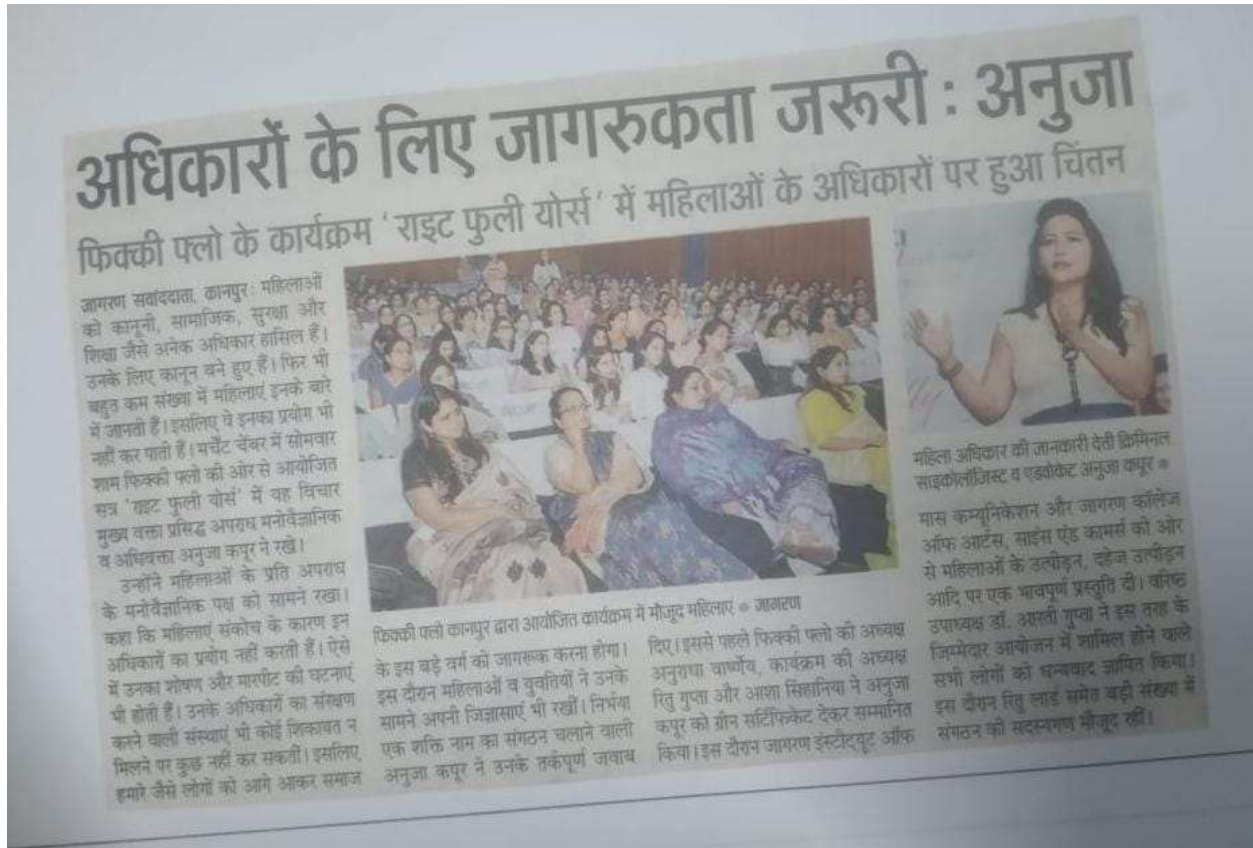 अधिकारों के लिए जागरुकता जरूरी : अनुजा
फिक्की फ्लो के कार्यक्रम 'राइट फुली योर्स' में महिलाओं के अधिकारों पर हुआ चिंतन
जागरण संवाददाता, कानपुर: महिलाओं
को कानूनी, सामाजिक, सुरक्षा और
शिक्षा जैसे अनेक अधिकार हासिल हैं।
उनके लिए कानून बने हुए हैं। फिर भी
बहुत कम संख्या में महिलाएं इनके बारे
में जानती हैं। इसलिए वे इनका प्रयोग भी
नहीं कर पाती हैं। मर्चेंट चेंबर में सोमवार
शाम फिक्की फ्लो की ओर से आयोजित
सत्र 'राइट फुली योर्स' में यह विचार
मुख्य वक्ता प्रसिद्ध अपराध मनोवैज्ञानिक
व अधिवक्ता अनुजा कपूर ने रखे।
उन्होंने महिलाओं के प्रति अपराध
के मनोवैज्ञानिक पक्ष को सामने रखा।
कहा कि महिलाएं संकोच के कारण इन
अधिकारों का प्रयोग नहीं करती हैं। ऐसे
में उनका शोषण और मारपीट की घटनाएं
भी होती हैं। उनके अधिकारों का संरक्षण
करने वाली संस्थाएं भी कोई शिकायत न
मिलने पर कुछ नहीं कर सकतीं। इसलिए
हमारे जैसे लोगों को आगे आकर समाज
फिक्की फ्लो कानपुर द्वारा आयोजित कार्यक्रम में मौजूद महिलाएं ● जागरण
के इस बड़े वर्ग को जागरूक करना होगा।
इस दौरान महिलाओं व युवतियों ने उनके
सामने अपनी जिज्ञासाएं भी रखीं। निर्भया
एक शक्ति नाम का संगठन चलाने वाली
अनुजा कपूर ने उनके तर्कपूर्ण जवाब
दिए। इससे पहले फिक्की फ्लो की अध्यक्ष
अनुराधा वार्ष्णेय, कार्यक्रम की अध्यक्ष
रितु गुप्ता और आशा सिंहानिया ने अनुजा
कपूर को ग्रीन सर्टिफिकेट देकर सम्मानित
किया। इस दौरान जागरण इंस्टीट्यूट ऑफ
महिला अधिकार की जानकारी देती क्रिमिनल
साइकोलॉजिस्ट व एडवोकेट अनुजा कपूर ●
मास कम्यूनिकेशन और जागरण कॉलेज
ऑफ आर्टस, साइंस एंड कामर्स की ओर
से महिलाओं के उत्पीड़न, दहेज उत्पीड़न
आदि पर एक भावपूर्ण प्रस्तुति दी। वरिष्ठ
उपाध्यक्ष डॉ. आरती गुप्ता ने इस तरह के
जिम्मेदार आयोजन में शामिल होने वाले
सभी लोगों को धन्यवाद ज्ञापित किया।
इस दौरान रितु लार्ड समेत बड़ी संख्या में
संगठन की सदस्यगण मौजूद रहीं।